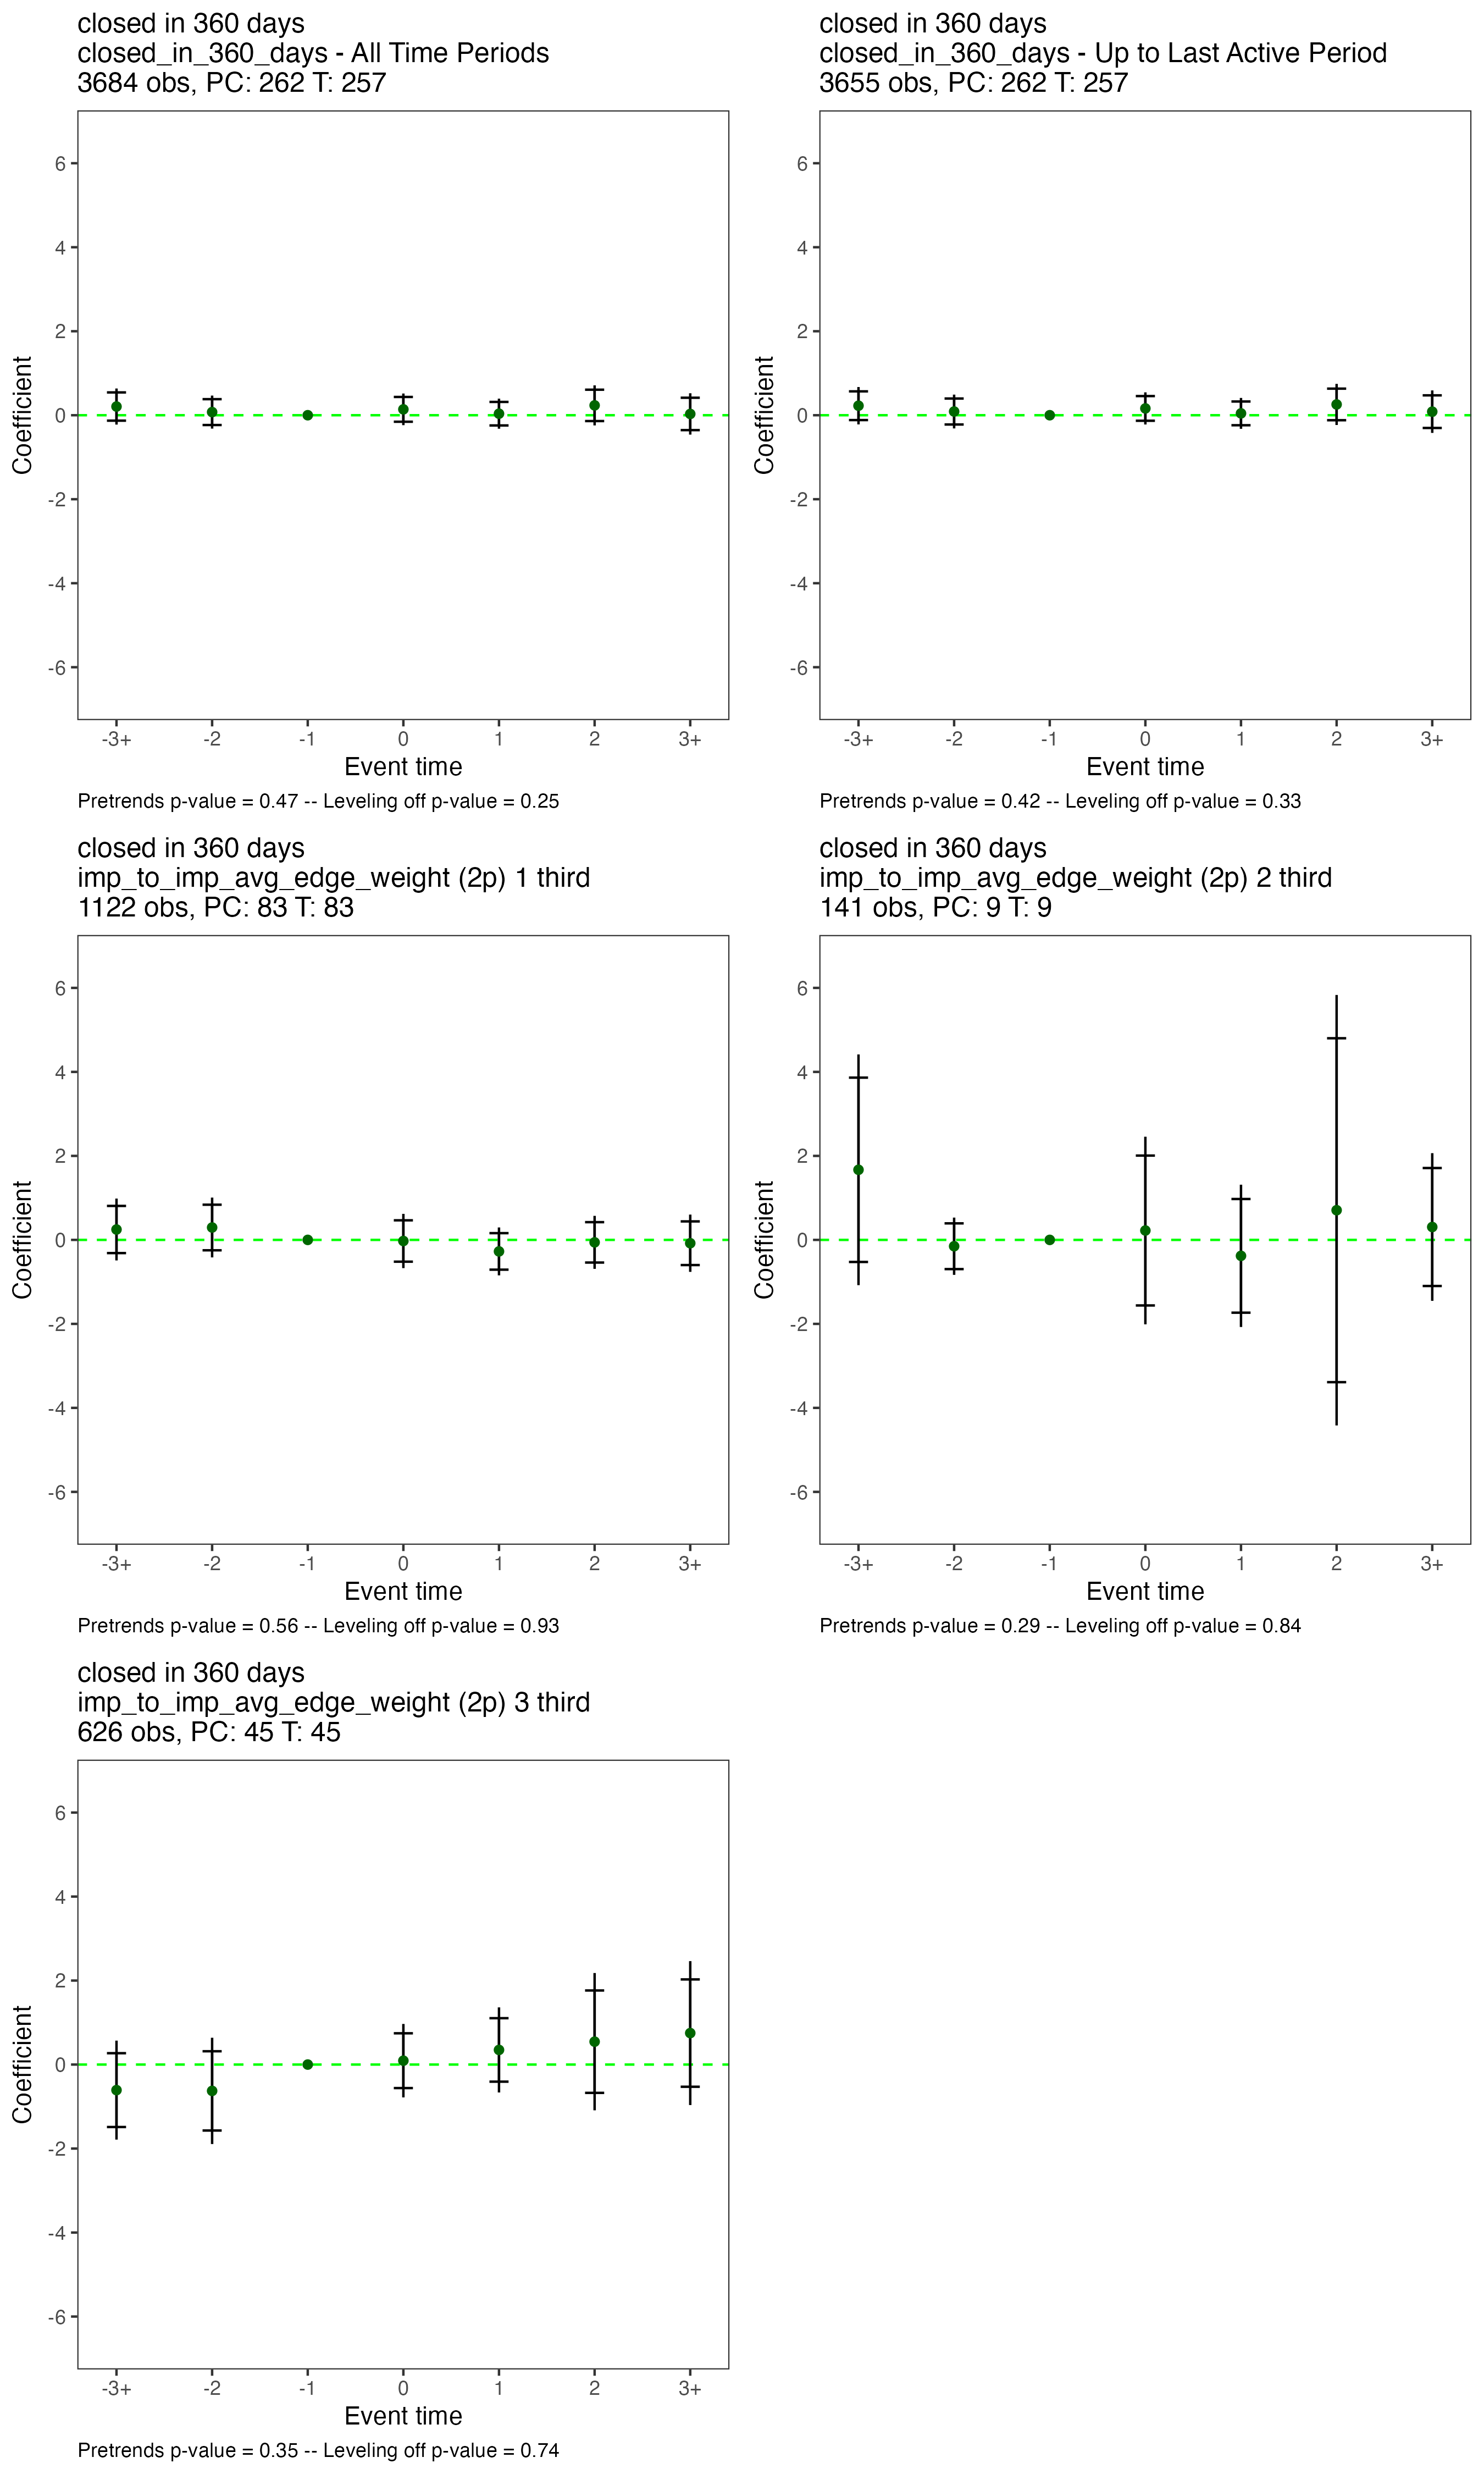 closed in 360 days
closed_in_360_days - All Time Periods
3684 obs, PC: 262 T: 257
6
4
2
0
-2
-4
-6
Coefficient
-3+ -2 -1 0 1 2 3+
Event time
Pretrends p-value = 0.47 -- Leveling off p-value = 0.25
closed in 360 days
closed_in_360_days - Up to Last Active Period
3655 obs, PC: 262 T: 257
6
4
2
0
-2
-4
-6
Coefficient
-3+ -2 -1 0 1 2 3+
Event time
Pretrends p-value = 0.42 -- Leveling off p-value = 0.33
closed in 360 days
imp_to_imp_avg_edge_weight (2p) 1 third
1122 obs, PC: 83 T: 83
6
4
2
0
-2
-4
-6
Coefficient
-3+ -2 -1 0 1 2 3+
Event time
Pretrends p-value = 0.56 -- Leveling off p-value = 0.93
closed in 360 days
imp_to_imp_avg_edge_weight (2p) 2 third
141 obs, PC: 9 T: 9
6
4
2
0
-2
-4
-6
Coefficient
-3+ -2 -1 0 1 2 3+
Event time
Pretrends p-value = 0.29 -- Leveling off p-value = 0.84
closed in 360 days
imp_to_imp_avg_edge_weight (2p) 3 third
626 obs, PC: 45 T: 45
6
4
2
0
-2
-4
-6
Coefficient
-3+ -2 -1 0 1 2 3+
Event time
Pretrends p-value = 0.35 -- Leveling off p-value = 0.74